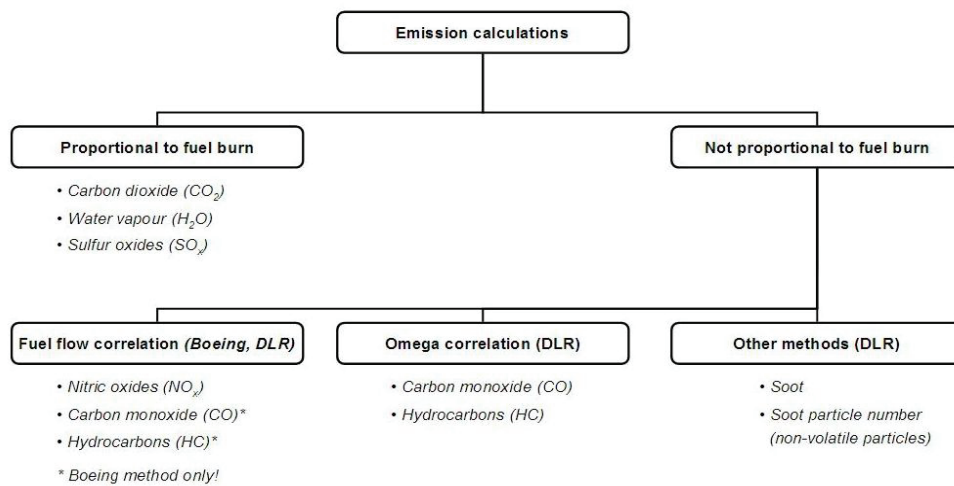 Emission calculations
Proportional to fuel burn
Not proportional to fuel burn
• Carbon dioxide (CO₂)
• Water vapour (H₂O)
• Sulfur oxides (SOₓ)
Fuel flow correlation (Boeing, DLR)
Omega correlation (DLR)
Other methods (DLR)
• Nitric oxides (NOₓ)
• Carbon monoxide (CO)*
• Hydrocarbons (HC)*
* Boeing method only!
• Carbon monoxide (CO)
• Hydrocarbons (HC)
• Soot
• Soot particle number
(non-volatile particles)